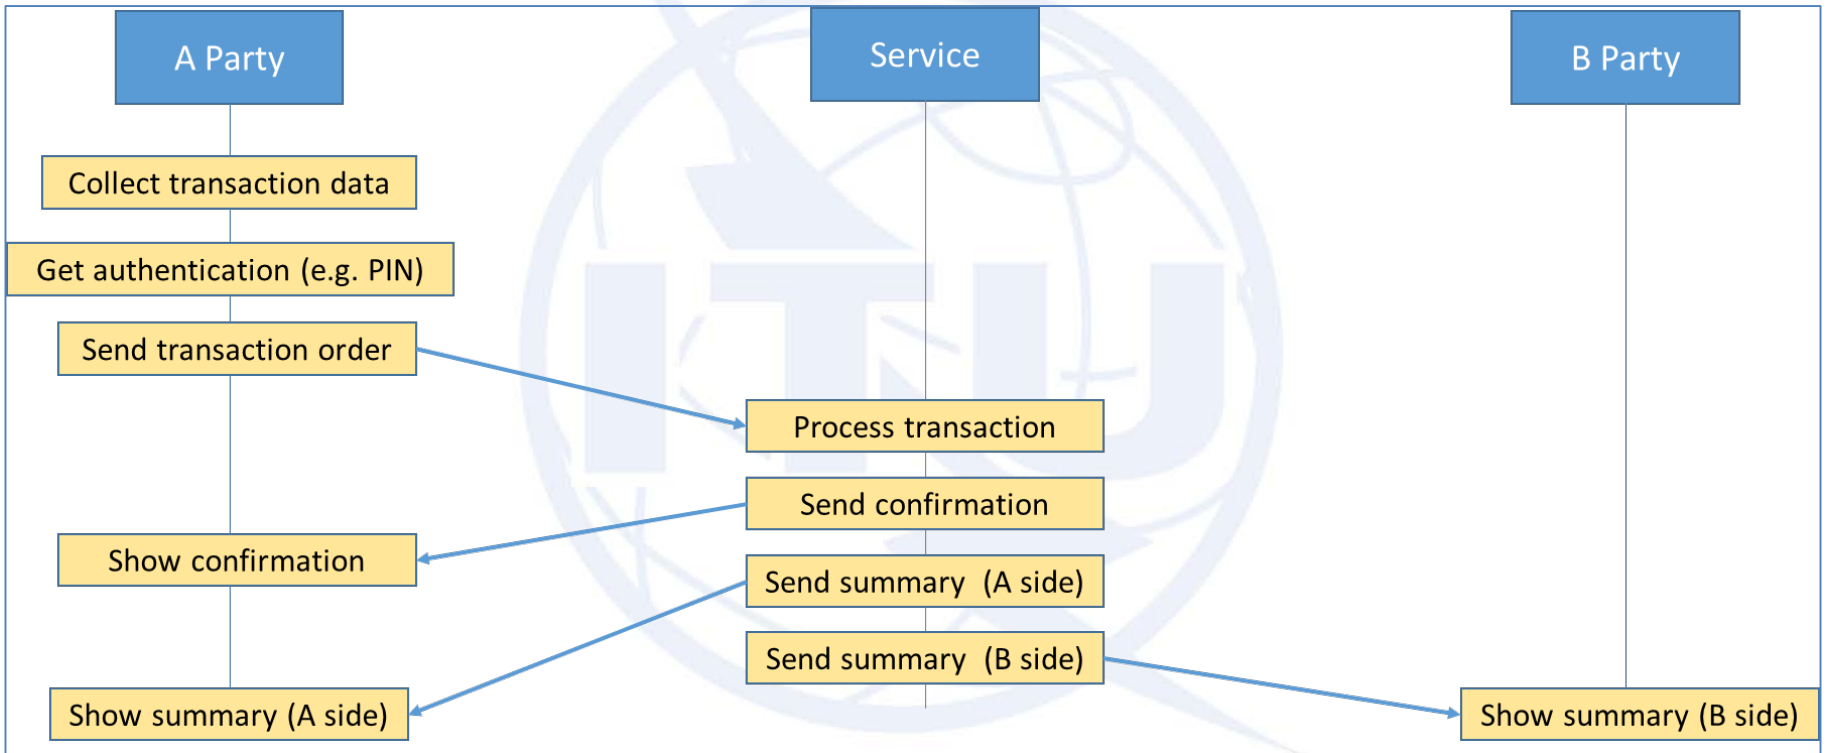 A Party
Service
B Party
Collect transaction data
Get authentication (e.g. PIN)
Send transaction order
Process transaction
Send confirmation
Show confirmation
Send summary  (A side)
Send summary  (B side)
Show summary (A side)
Show summary (B side)
ITU